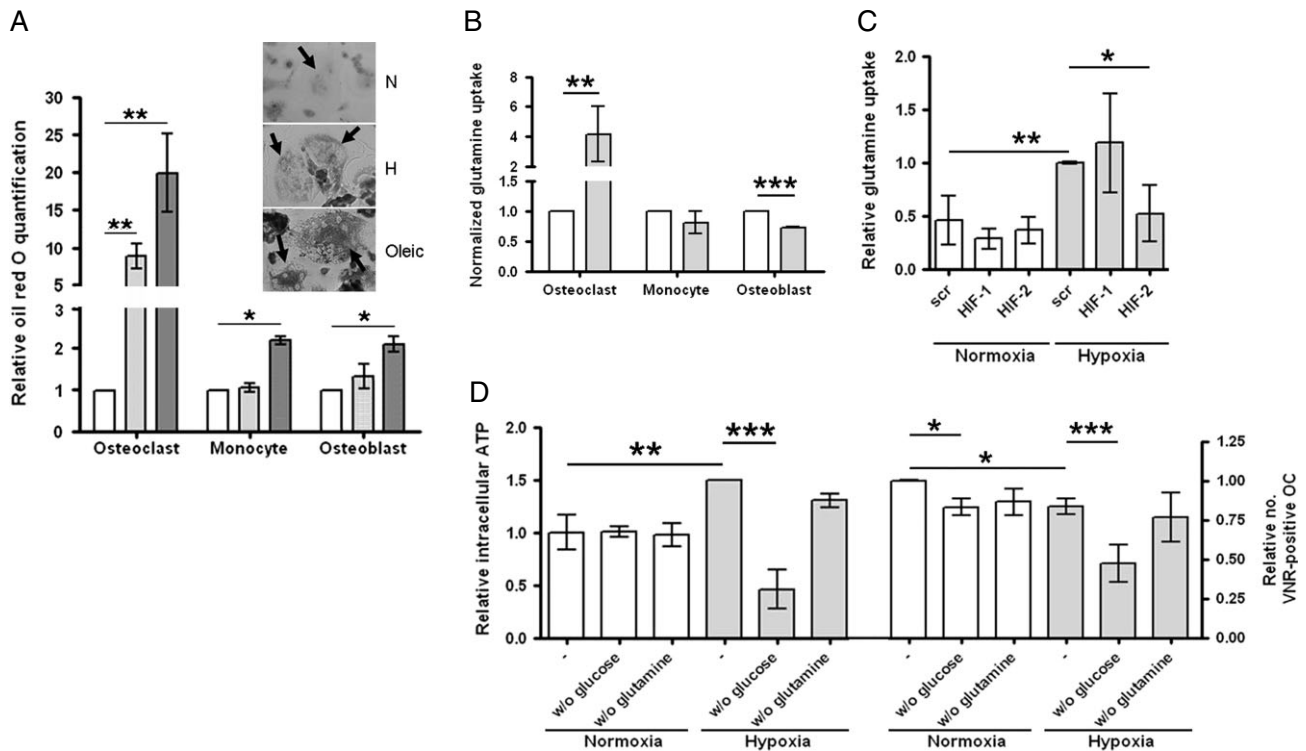 A
Relative oil red O quantification
30
25
20
15
10
5
2
1
0
**
**
*
*
Osteoclast Monocyte Osteoblast
N
H
Oleic
B
Normalized glutamine uptake
8
6
4
2
1.5
1.0
0.5
0.0
**
***
Osteoclast Monocyte Osteoblast
C
Relative glutamine uptake
2.0
1.5
1.0
0.5
0.0
**
*
scr HIF-1 HIF-2 scr HIF-1 HIF-2
Normoxia Hypoxia
D
Relative intracellular ATP
2.0
1.5
1.0
0.5
0.0
**
***
*
*
***
1.25
1.00
0.75
0.50
0.25
0.00
Relative no.
VNR-positive OC
- w/o glucose w/o glutamine - w/o glucose w/o glutamine - w/o glucose w/o glutamine - w/o glucose w/o glutamine
Normoxia Hypoxia Normoxia Hypoxia